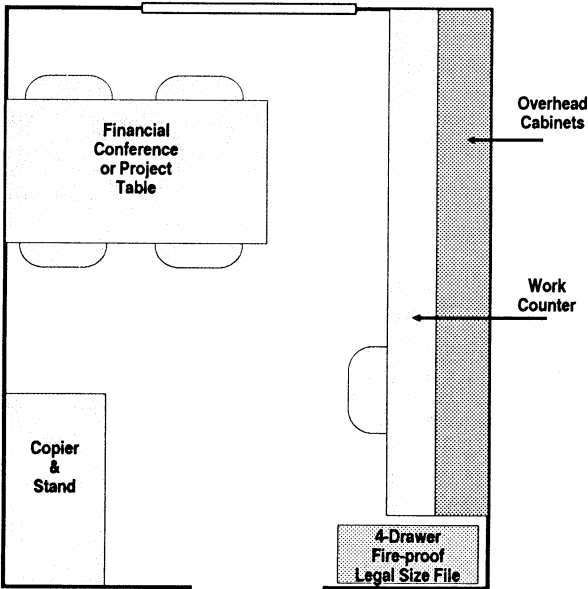 Financial
Conference
or Project
Table
Overhead
Cabinets
Work
Counter
Copier
&
Stand
4-Drawer
Fire-proof
Legal Size File